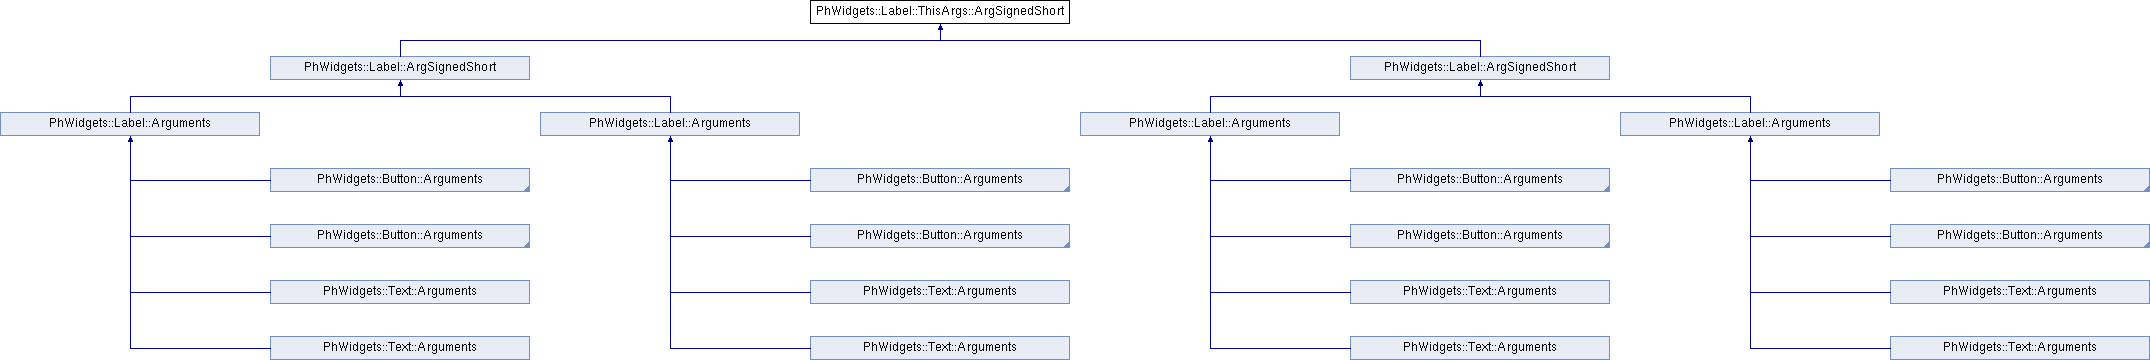 PhWidgets::Label::ThisArgs::ArgSignedShort
PhWidgets::Label::ArgSignedShort PhWidgets::Label::ArgSignedShort
PhWidgets::Label::Arguments PhWidgets::Label::Arguments PhWidgets::Label::Arguments PhWidgets::Label::Arguments
PhWidgets::Button::Arguments PhWidgets::Button::Arguments PhWidgets::Button::Arguments PhWidgets::Button::Arguments
PhWidgets::Button::Arguments PhWidgets::Button::Arguments PhWidgets::Button::Arguments PhWidgets::Button::Arguments
PhWidgets::Text::Arguments PhWidgets::Text::Arguments PhWidgets::Text::Arguments PhWidgets::Text::Arguments
PhWidgets::Text::Arguments PhWidgets::Text::Arguments PhWidgets::Text::Arguments PhWidgets::Text::Arguments